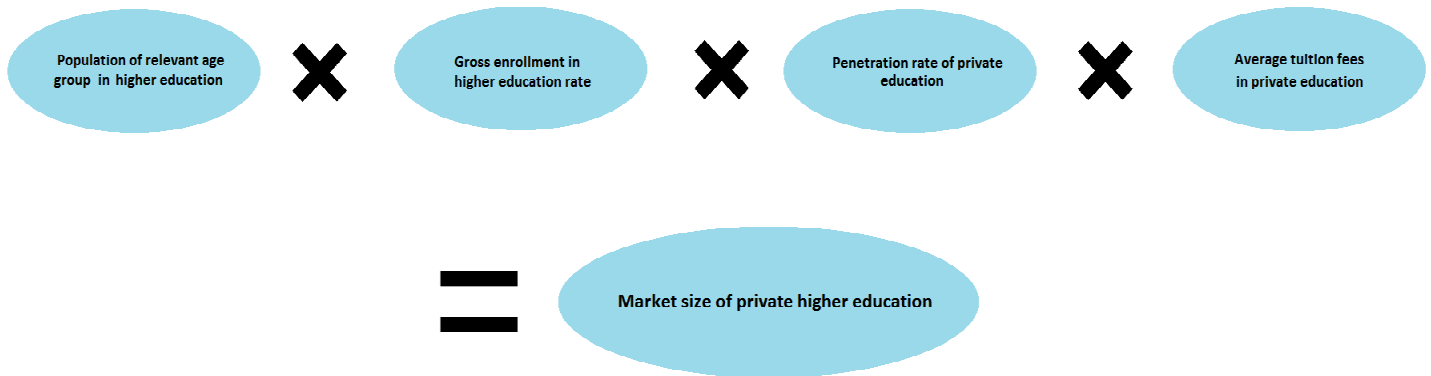 Population of relevant age
group in higher education
Gross enrollment in
higher education rate
Penetration rate of private
education
Average tuition fees
in private education
Market size of private higher education